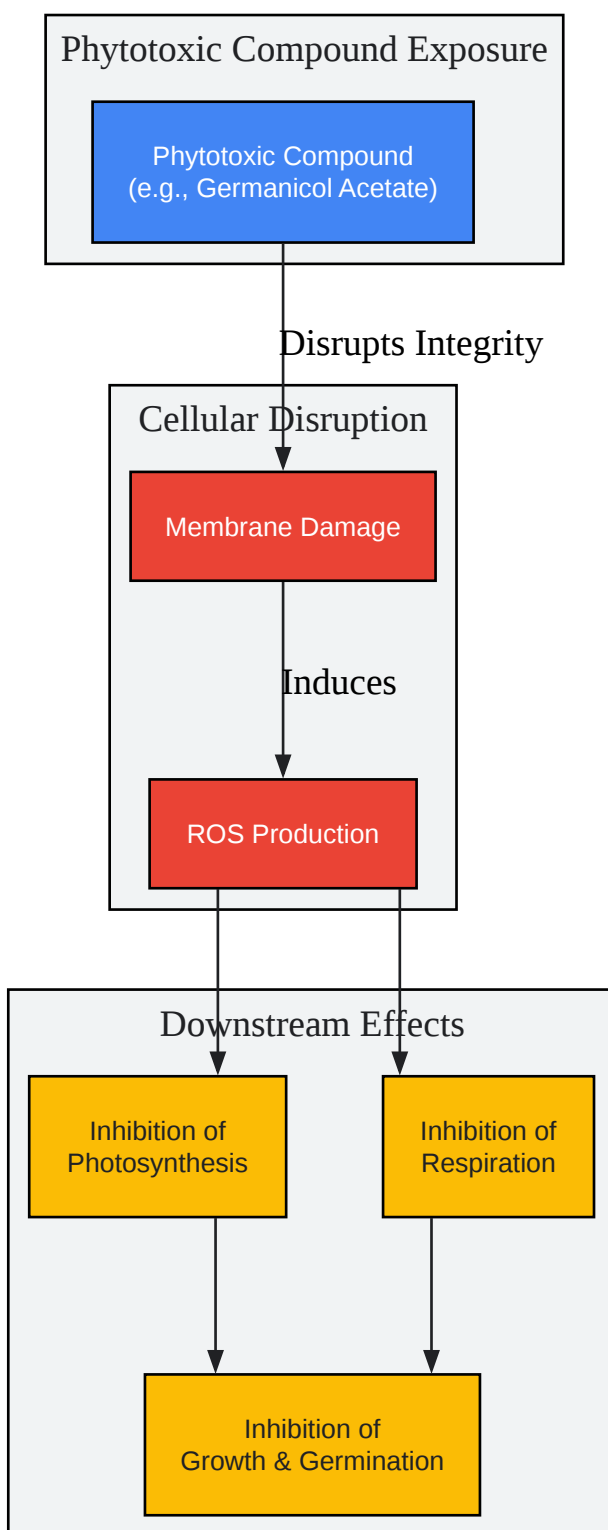 Phytotoxic Compound Exposure
Phytotoxic Compound
(e.g., Germanicol Acetate)
Disrupts Integrity
Cellular Disruption
Membrane Damage
Induces
ROS Production
Downstream Effects
Inhibition of
Photosynthesis
Inhibition of
Respiration
Inhibition of
Growth & Germination